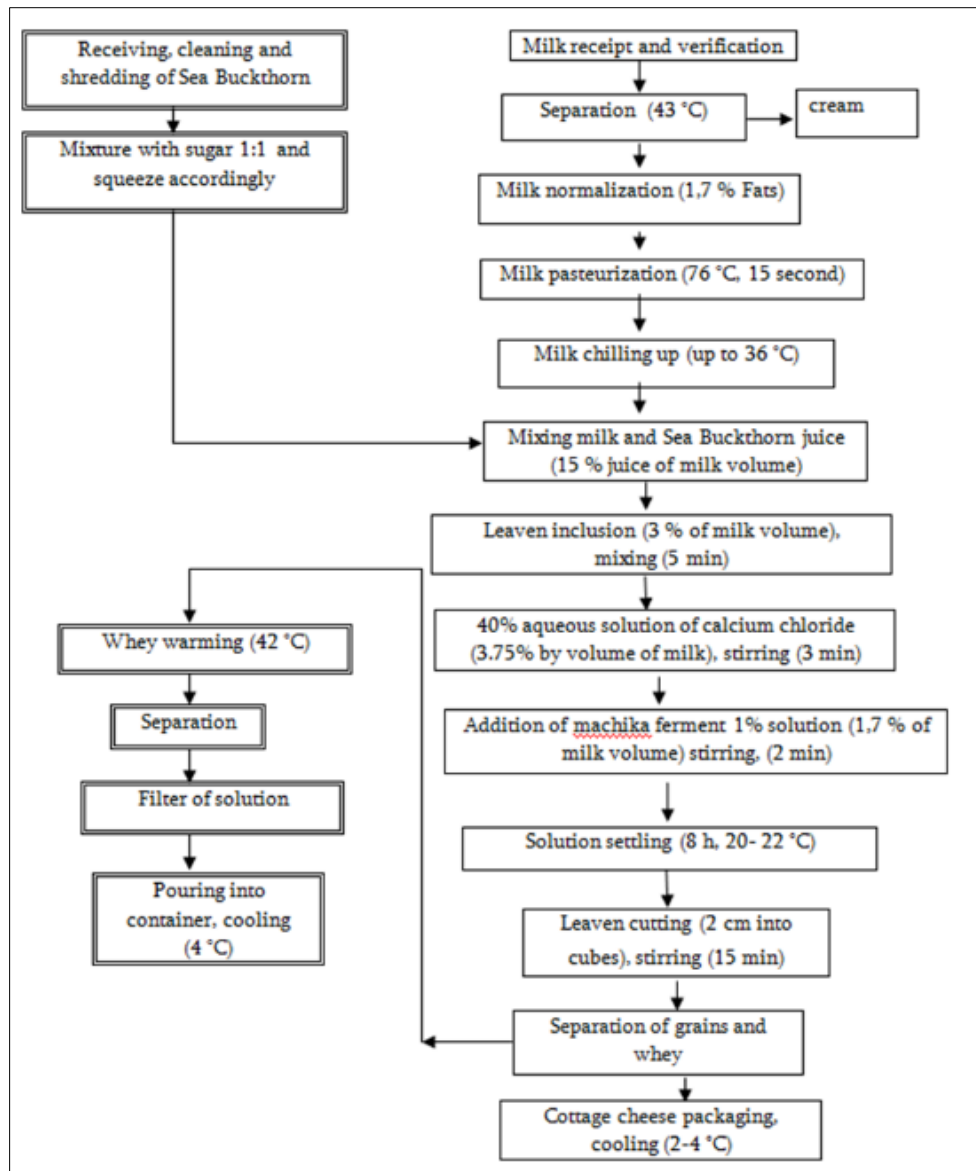 Receiving, cleaning and
shredding of Sea Buckthorn
Mixture with sugar 1:1 and
squeeze accordingly
Milk receipt and verification
Separation (43 °C)
cream
Milk normalization (1,7 % Fats)
Milk pasteurization (76 °C, 15 second)
Milk chilling up (up to 36 °C)
Mixing milk and Sea Buckthorn juice
(15 % juice of milk volume)
Leaven inclusion (3 % of milk volume),
mixing (5 min)
40% aqueous solution of calcium chloride
(3.75% by volume of milk), stirring (3 min)
Addition of machika ferment 1% solution (1,7 % of
milk volume) stirring, (2 min)
Solution settling (8 h, 20- 22 °C)
Leaven cutting (2 cm into
cubes), stirring (15 min)
Separation of grains and
whey
Cottage cheese packaging,
cooling (2-4 °C)
Whey warming (42 °C)
Separation
Filter of solution
Pouring into
container, cooling
(4 °C)